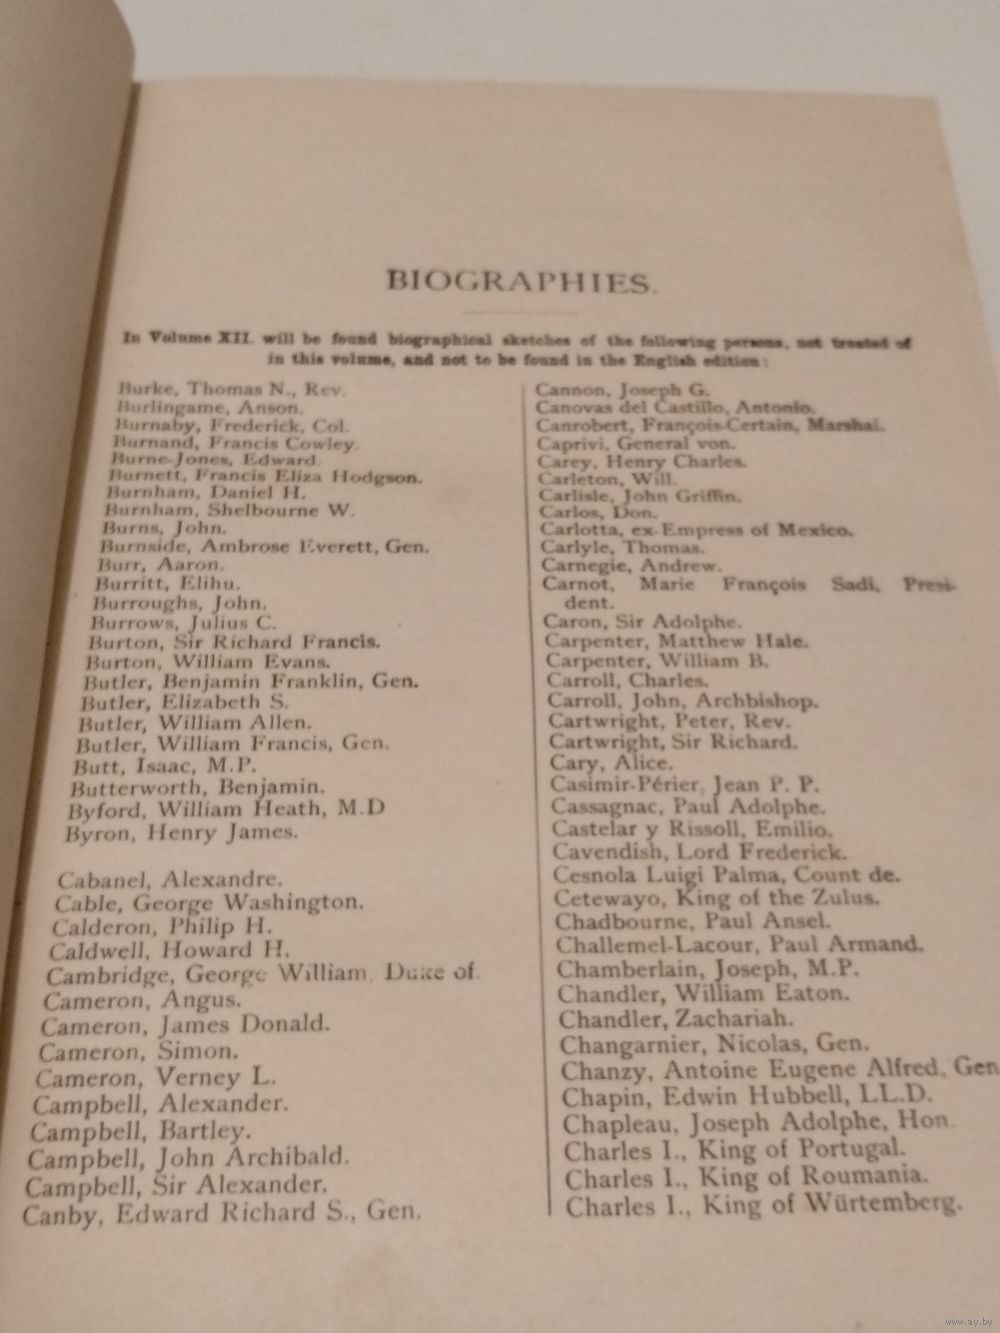 BIOGRAPHIES.
In Volume XII. will be found biographical sketches of the following persons, not treated of
in this volume, and not to be found in the English edition:
Burke, Thomas N., Rev.
Burlingame, Anson.
Burnaby, Frederick, Col.
Burnand, Francis Cowley.
Burne-Jones, Edward.
Burnett, Francis Eliza Hodgson.
Burnham, Daniel H.
Burnham, Shelbourne W.
Burns, John.
Burnside, Ambrose Everett, Gen.
Burr, Aaron.
Burritt, Elihu.
Burroughs, John.
Burrows, Julius C.
Burton, Sir Richard Francis.
Burton, William Evans.
Butler, Benjamin Franklin, Gen.
Butler, Elizabeth S.
Butler, William Allen.
Butler, William Francis, Gen.
Butt, Isaac, M.P.
Butterworth, Benjamin.
Byford, William Heath, M.D
Byron, Henry James.
Cabanel, Alexandre.
Cable, George Washington.
Calderon, Philip H.
Caldwell, Howard H.
Cambridge, George William, Duke of.
Cameron, Angus.
Cameron, James Donald.
Cameron, Simon.
Cameron, Verney L.
Campbell, Alexander.
Campbell, Bartley.
Campbell, John Archibald.
Campbell, Sir Alexander.
Canby, Edward Richard S., Gen.
Cannon, Joseph G.
Canovas del Castillo, Antonio.
Canrobert, François-Certain, Marshal.
Caprivi, General von.
Carey, Henry Charles.
Carleton, Will.
Carlisle, John Griffin.
Carlos, Don.
Carlotta, ex-Empress of Mexico.
Carlyle, Thomas.
Carnegie, Andrew.
Carnot, Marie François Sadi, Presi-
dent.
Caron, Sir Adolphe.
Carpenter, Matthew Hale.
Carpenter, William B.
Carroll, Charles.
Carroll, John, Archbishop.
Cartwright, Peter, Rev.
Cartwright, Sir Richard.
Cary, Alice.
Casimir-Périer, Jean P. P.
Cassagnac, Paul Adolphe.
Castelar y Rissoll, Emilio.
Cavendish, Lord Frederick.
Cesnola Luigi Palma, Count de.
Cetewayo, King of the Zulus.
Chadbourne, Paul Ansel.
Challemel-Lacour, Paul Armand.
Chamberlain, Joseph, M.P.
Chandler, William Eaton.
Chandler, Zachariah.
Changarnier, Nicolas, Gen.
Chanzy, Antoine Eugene Alfred, Gen
Chapin, Edwin Hubbell, LL.D.
Chapleau, Joseph Adolphe, Hon.
Charles I., King of Portugal.
Charles I., King of Roumania.
Charles I., King of Würtemberg.
www.ay.by